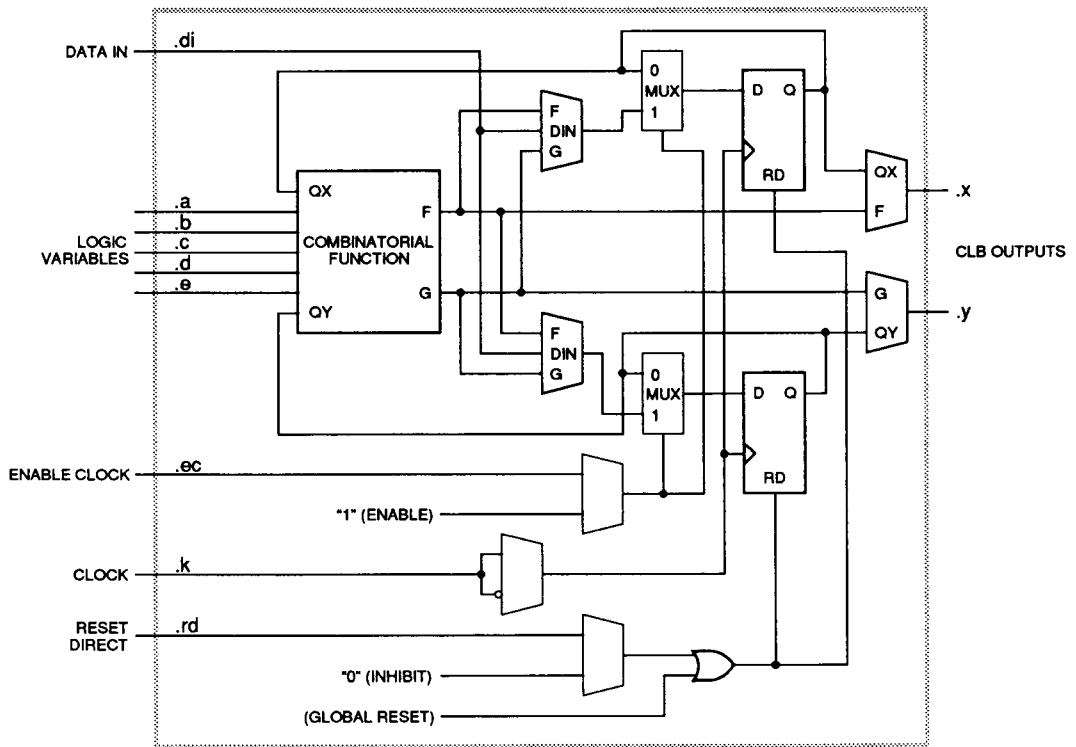 DATA IN
.di
0
MUX
1
D Q
RD
F
DIN
G
QX
F
.x
QX
.a
.b
.c
.d
.e
LOGIC
VARIABLES
COMBINATORIAL
FUNCTION
F
G
QY
CLB OUTPUTS
G
QY
.y
F
DIN
G
0
MUX
1
D Q
RD
ENABLE CLOCK
.ec
"1" (ENABLE)
CLOCK
.k
RESET
DIRECT
.rd
"0" (INHIBIT)
(GLOBAL RESET)